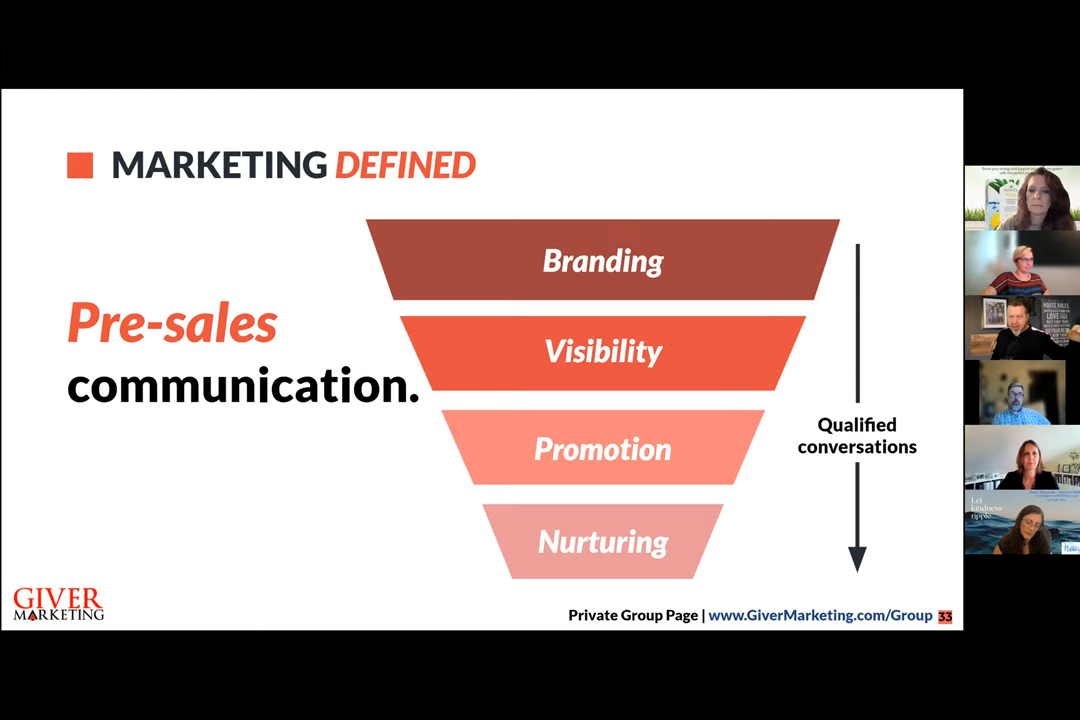 MARKETING DEFINED
Pre-sales
communication.
Branding
Visibility
Promotion
Nurturing
Qualified
conversations
GIVER
MARKETING
Private Group Page | www.GiverMarketing.com/Group 33
HOUSE RULES
LOVE
Let
kindness
ripple